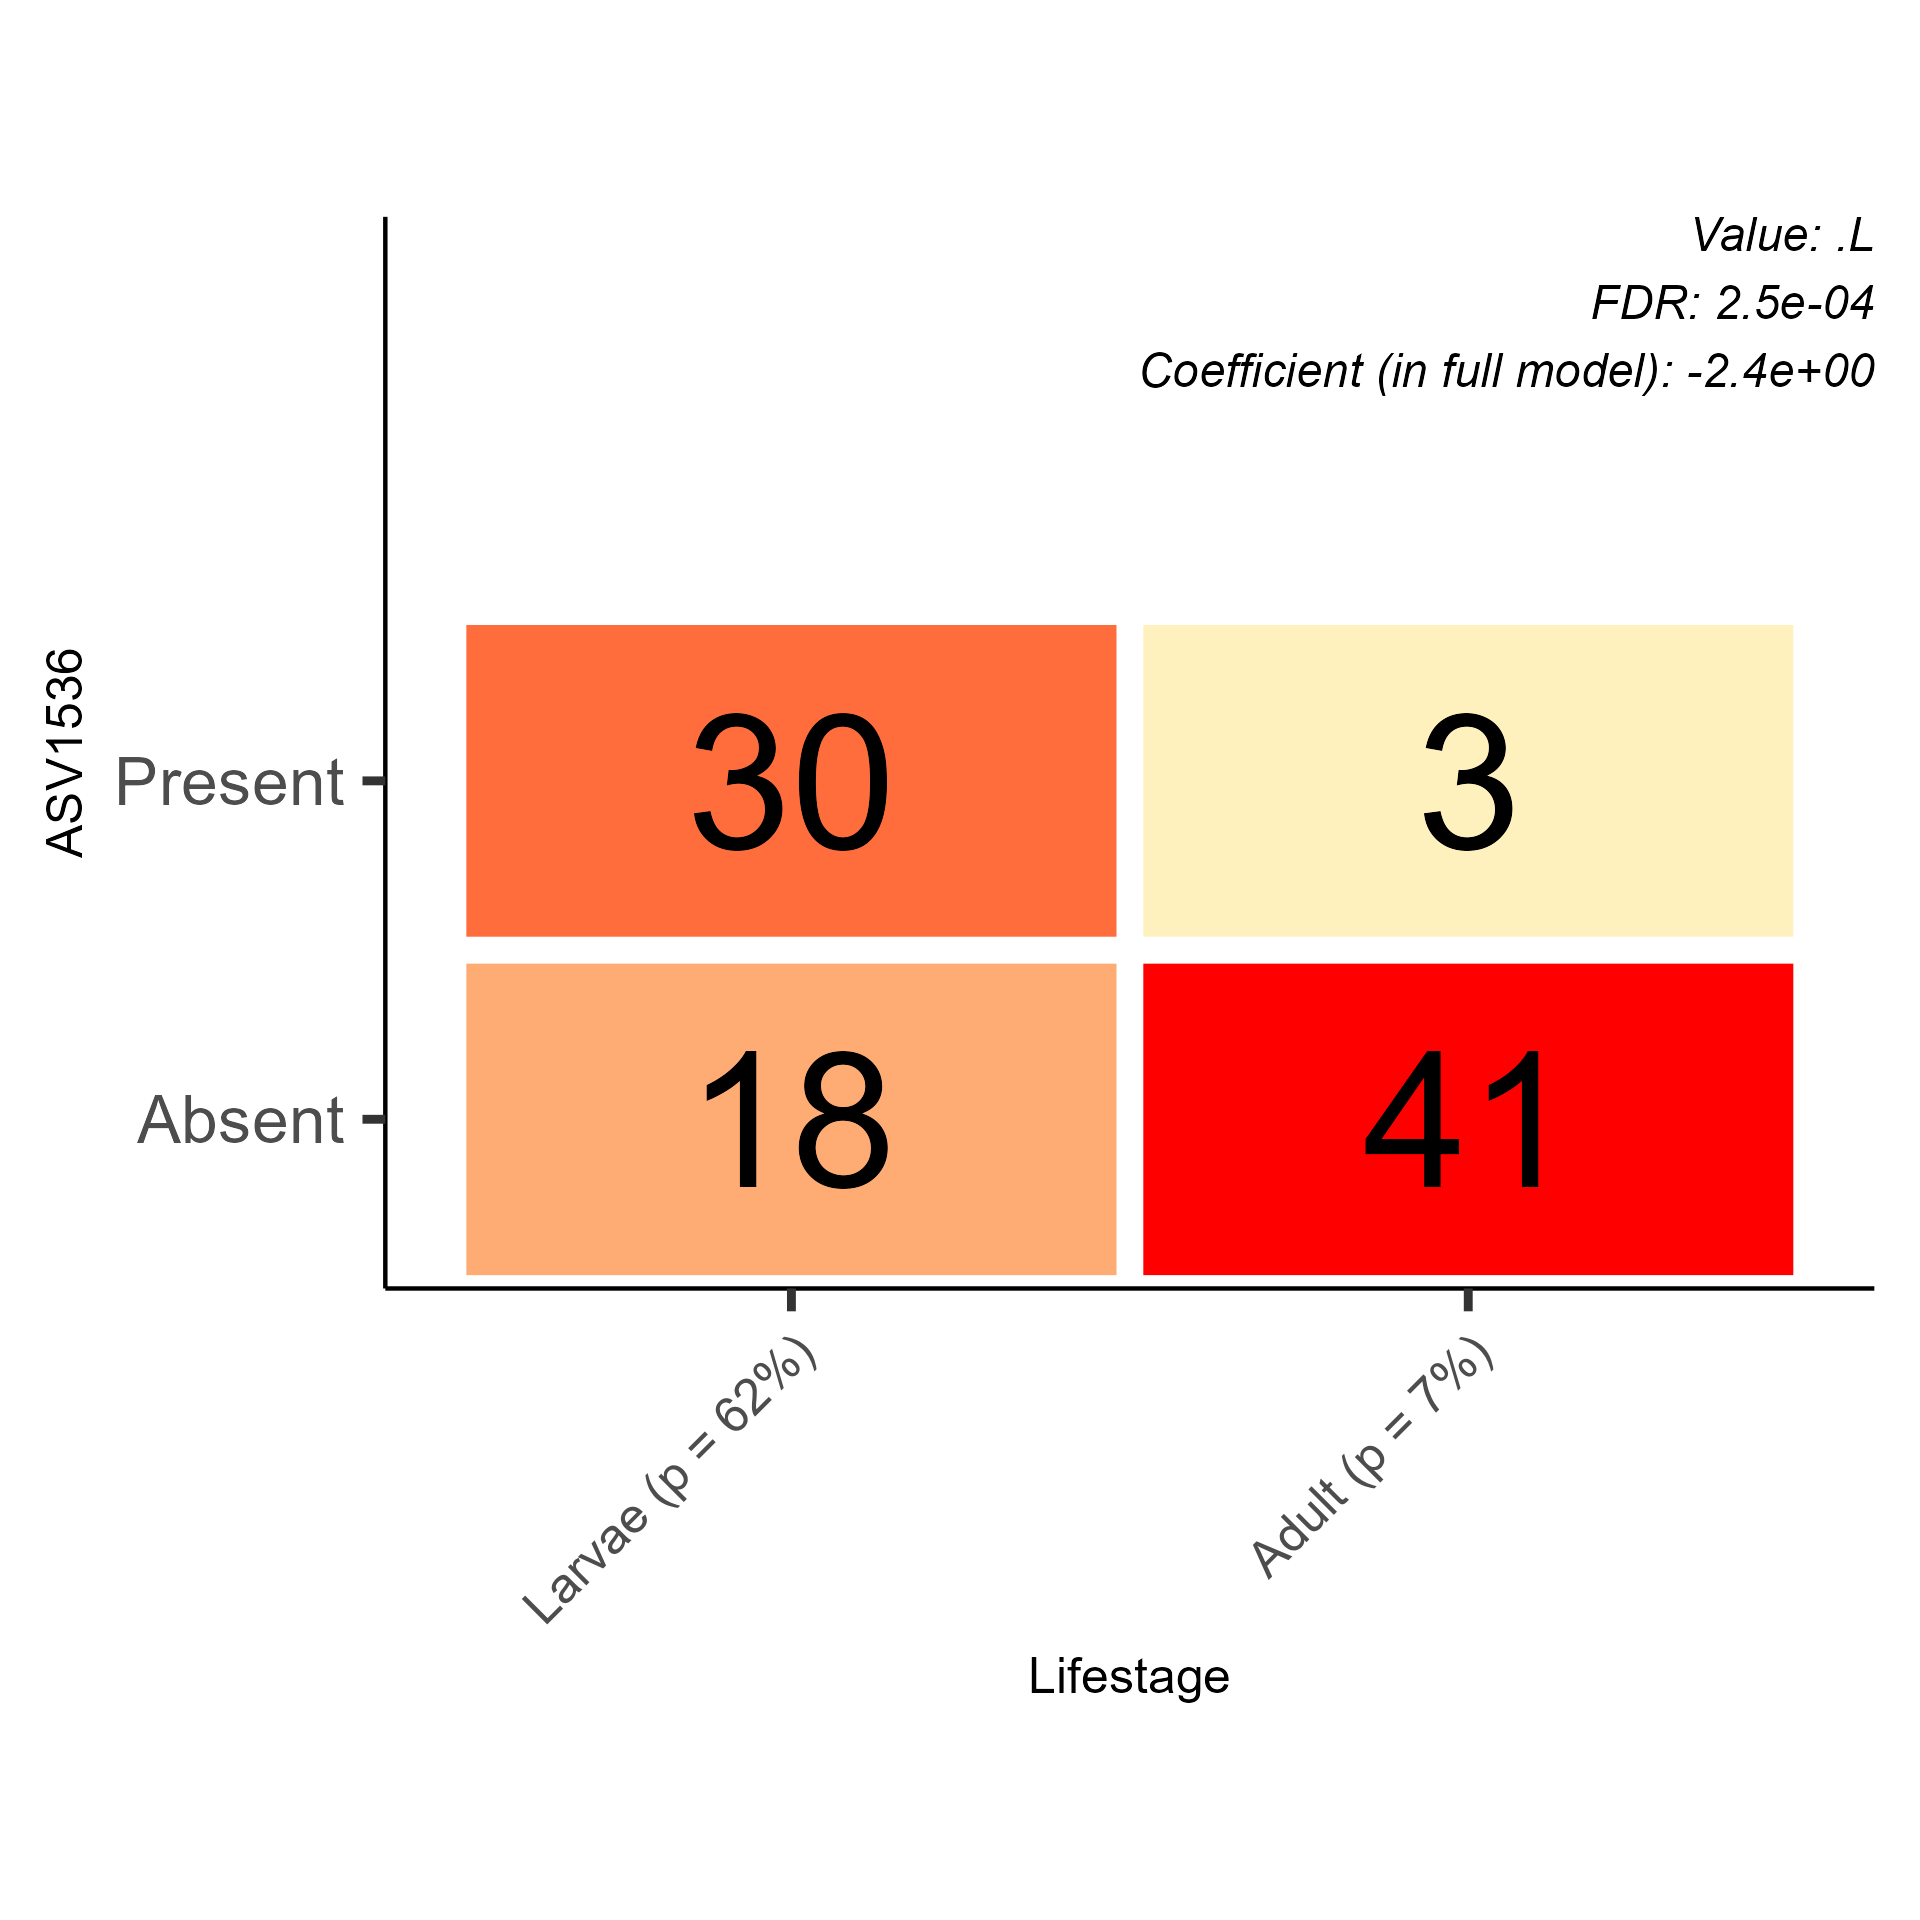 Value: .L
FDR: 2.5e-04
Coefficient (in full model): -2.4e+00
ASV1536
Present
30
3
Absent
18
41
Larvae (p = 62%)
Adult (p = 7%)
Lifestage